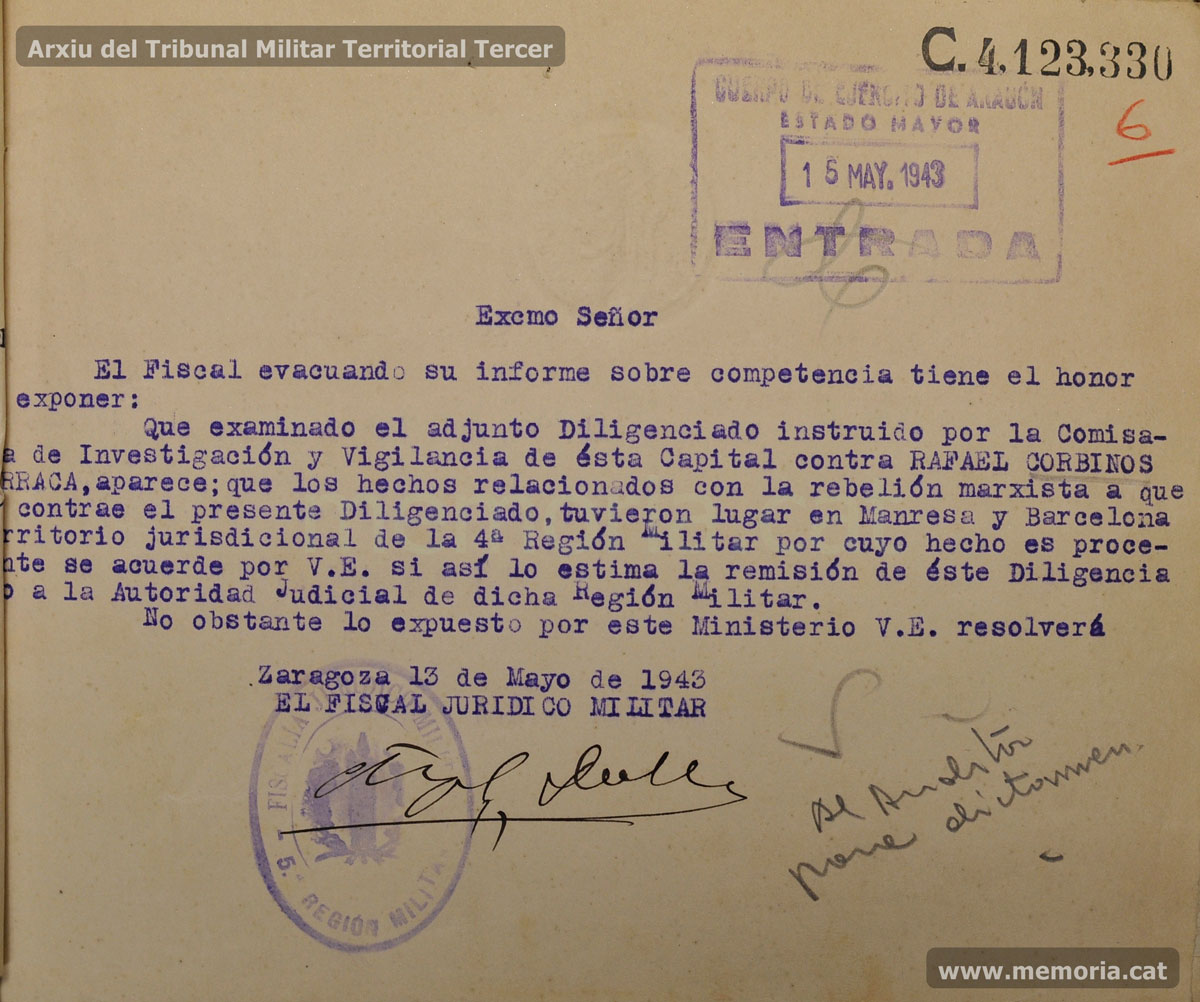 Arxiu del Tribunal Militar Territorial Tercer
C.4,123,330
CUERPO DE EJERCITO DE ARAGÓN
ESTADO MAYOR
15 MAY. 1943
ENTRADA
6
Excmo Señor
El Fiscal evacuando su informe sobre competencia tiene el honor
exponer:
Que examinado el adjunto Diligenciado instruido por la Comisa-
a de Investigación y Vigilancia de ésta Capital contra RAFAEL CORBINOS
RRACA, aparece; que los hechos relacionados con la rebelión marxista a que
contrae el presente Diligenciado, tuvieron lugar en Manresa y Barcelona
rritorio jurisdicional de la 4ª Región Militar por cuyo hecho es proce-
nte se acuerde por V.E. si así lo estima la remisión de éste Diligencia
o a la Autoridad Judicial de dicha Región Militar.
No obstante lo expuesto por este Ministerio V.E. resolverá
Zaragoza 13 de Mayo de 1943
EL FISCAL JURIDICO MILITAR
FISCALIA
5.ª REGIÓN MILITAR
Al Auditor
para dictamen.
www.memoria.cat